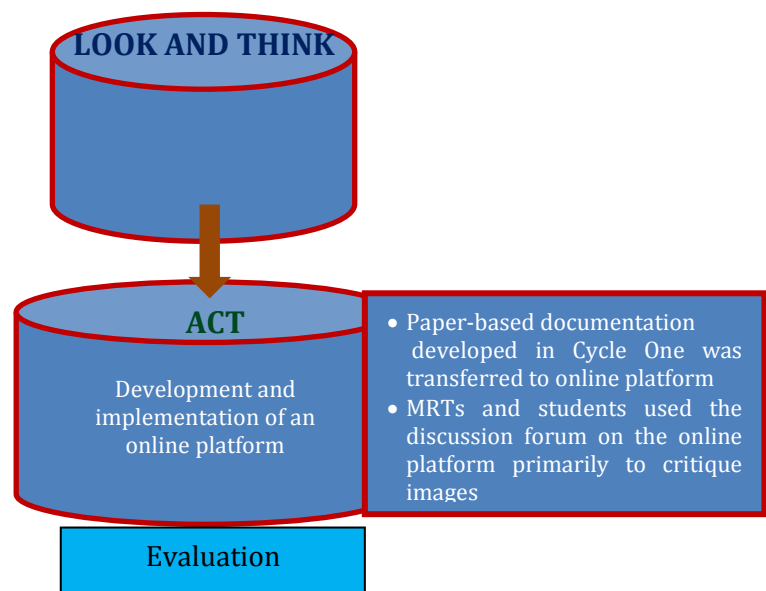 LOOK AND THINK
ACT
Development and
implementation of an
online platform
• Paper-based documentation
developed in Cycle One was
transferred to online platform
• MRTs and students used the
discussion forum on the online
platform primarily to critique
images
Evaluation